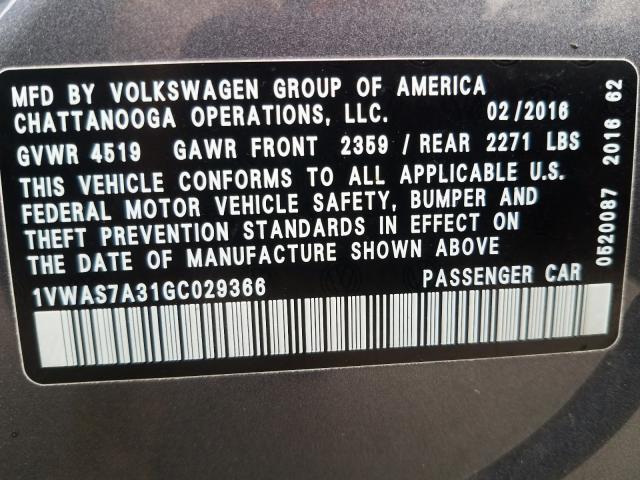 MFD BY VOLKSWAGEN GROUP OF AMERICA
CHATTANOOGA OPERATIONS, LLC. 02/2016
GVWR 4519 GAWR FRONT 2359 / REAR 2271 LBS
THIS VEHICLE CONFORMS TO ALL APPLICABLE U.S.
FEDERAL MOTOR VEHICLE SAFETY, BUMPER AND
THEFT PREVENTION STANDARDS IN EFFECT ON
THE DATE OF MANUFACTURE SHOWN ABOVE
1VWAS7A31GC029366 PASSENGER CAR
0520087 2016 62